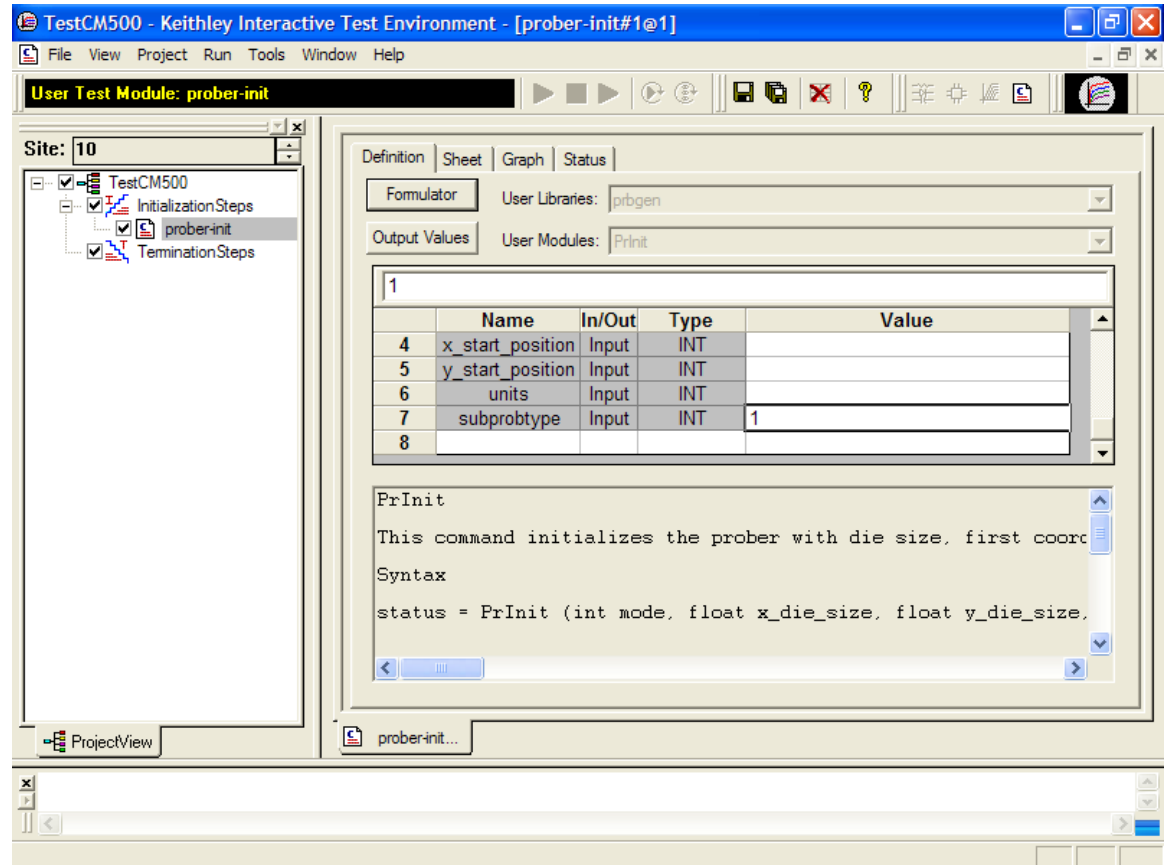 TestCM500 - Keithley Interactive Test Environment - [prober-init#1@1]
File View Project Run Tools Window Help
User Test Module: prober-init
Site: 10
TestCM500
InitializationSteps
prober-init
TerminationSteps
ProjectView
Definition Sheet Graph Status
Formulator User Libraries: prbgen
Output Values User Modules: PrInit
1
Name In/Out Type Value
4 x_start_position Input INT
5 y_start_position Input INT
6 units Input INT
7 subprobtype Input INT 1
8
PrInit
This command initializes the prober with die size, first coord
Syntax
status = PrInit (int mode, float x_die_size, float y_die_size,
prober-init...